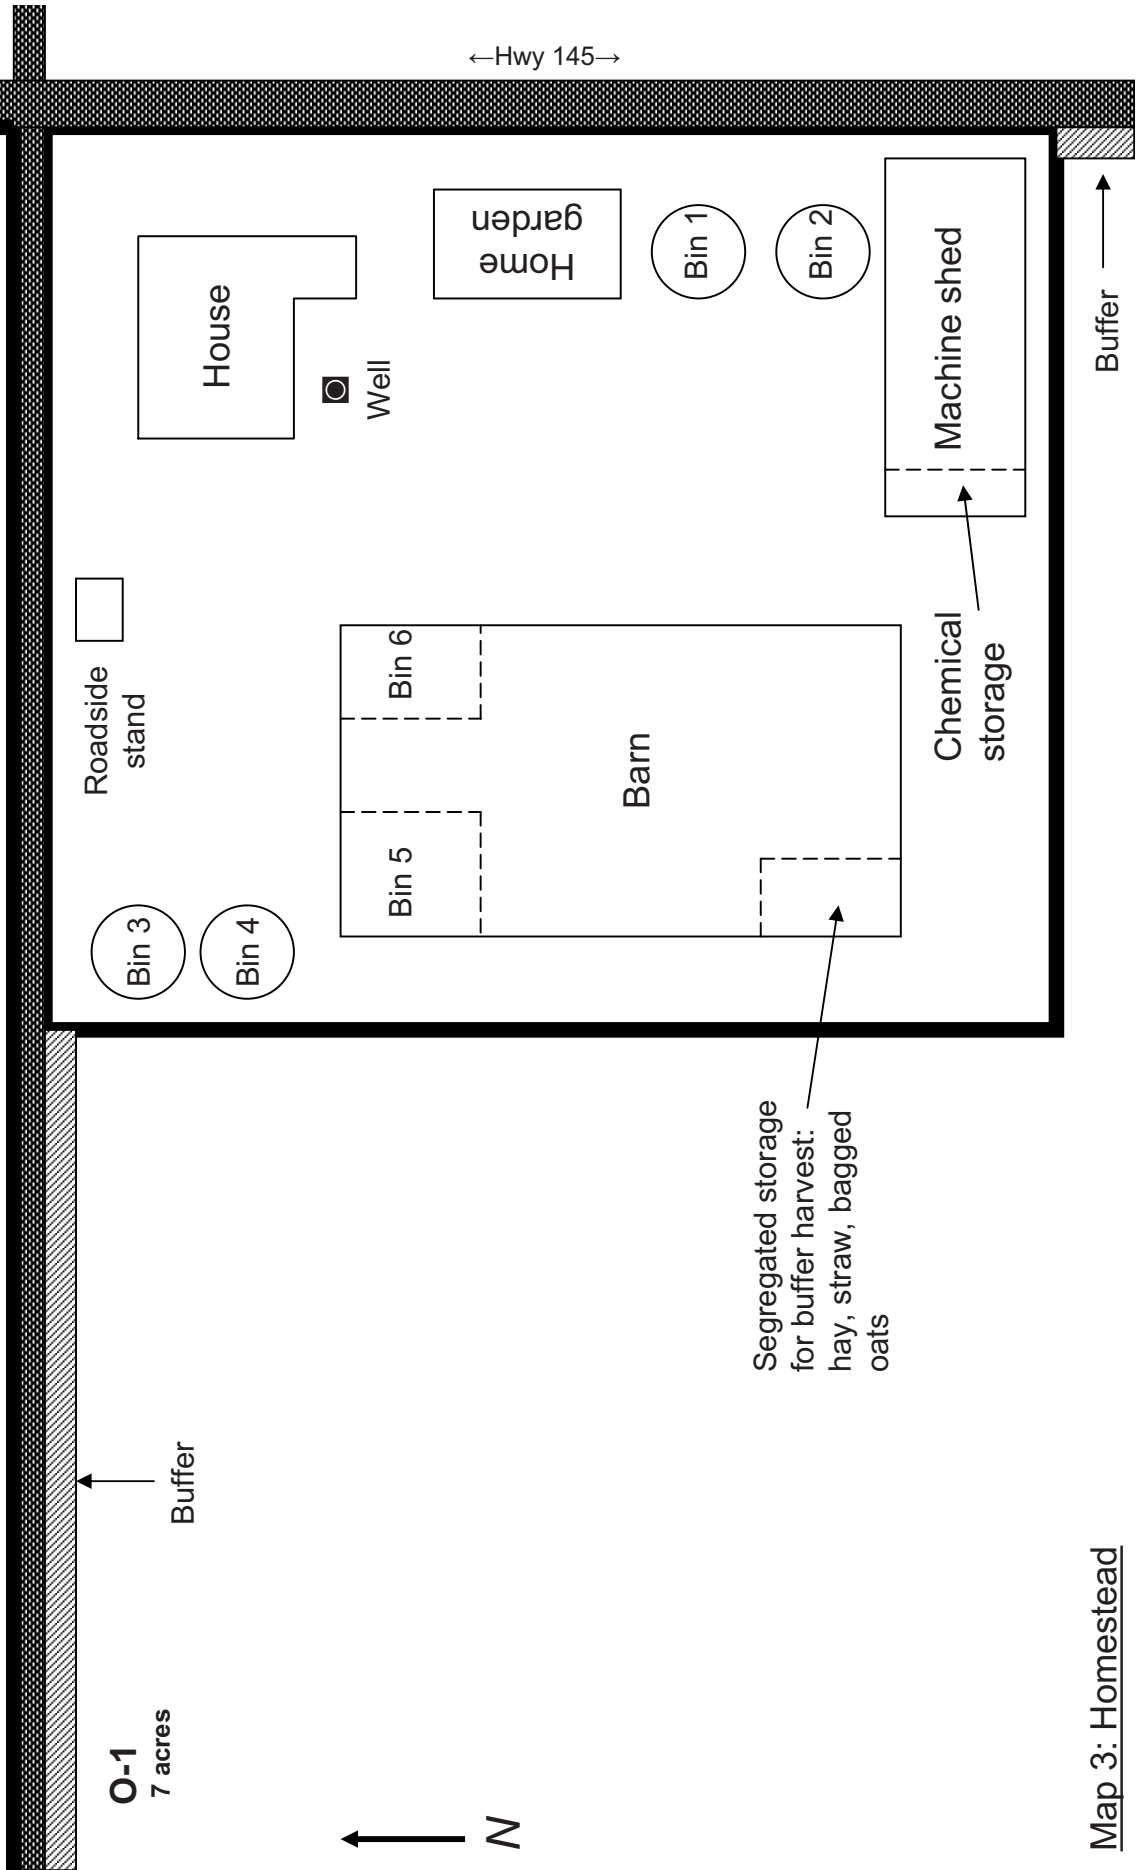 ←Hwy 145→
House
Well
Home
garden
Bin 1
Bin 2
Machine shed
Chemical
storage
Roadside
stand
Bin 3
Bin 4
Bin 5
Bin 6
Barn
Segregated storage
for buffer harvest:
hay, straw, bagged
oats
Buffer
Buffer
O-1
7 acres
N
Map 3: Homestead